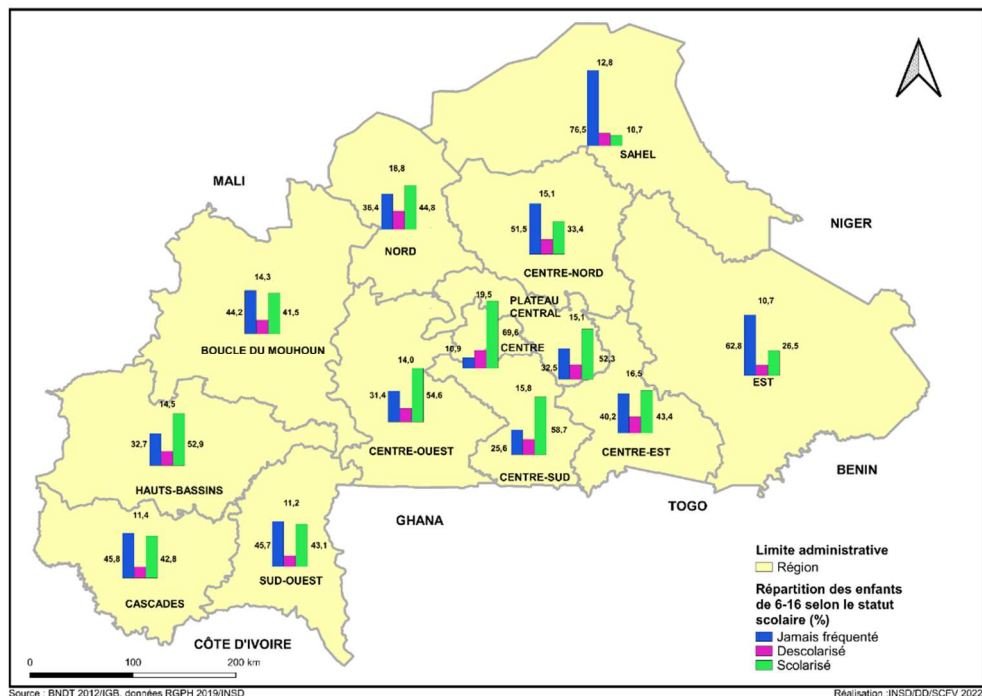 12,8
76,5
10,7
SAHEL
MALI
18,8
36,4
44,8
NORD
15,1
51,5
33,4
CENTRE-NORD
NIGER
14,3
44,2
41,5
BOUCLE DU MOUHOUN
19,5
10,9
69,6
CENTRE
PLATEAU
CENTRAL
15,1
32,5
52,3
10,7
62,8
26,5
EST
14,0
31,4
54,6
CENTRE-OUEST
15,8
25,6
58,7
CENTRE-SUD
16,5
40,2
43,4
CENTRE-EST
14,5
32,7
52,9
HAUTS-BASSINS
BENIN
TOGO
GHANA
11,4
45,8
42,8
CASCADES
11,2
45,7
43,1
SUD-OUEST
CÔTE D'IVOIRE
0 100 200 km
Limite administrative
Région
Répartition des enfants
de 6-16 selon le statut
scolaire (%)
Jamais fréquenté
Descolarisé
Scolarisé
Source : BNDT 2012/IGB, données RGPH 2019/INSD
Réalisation :INSD/DD/SCEV 2022